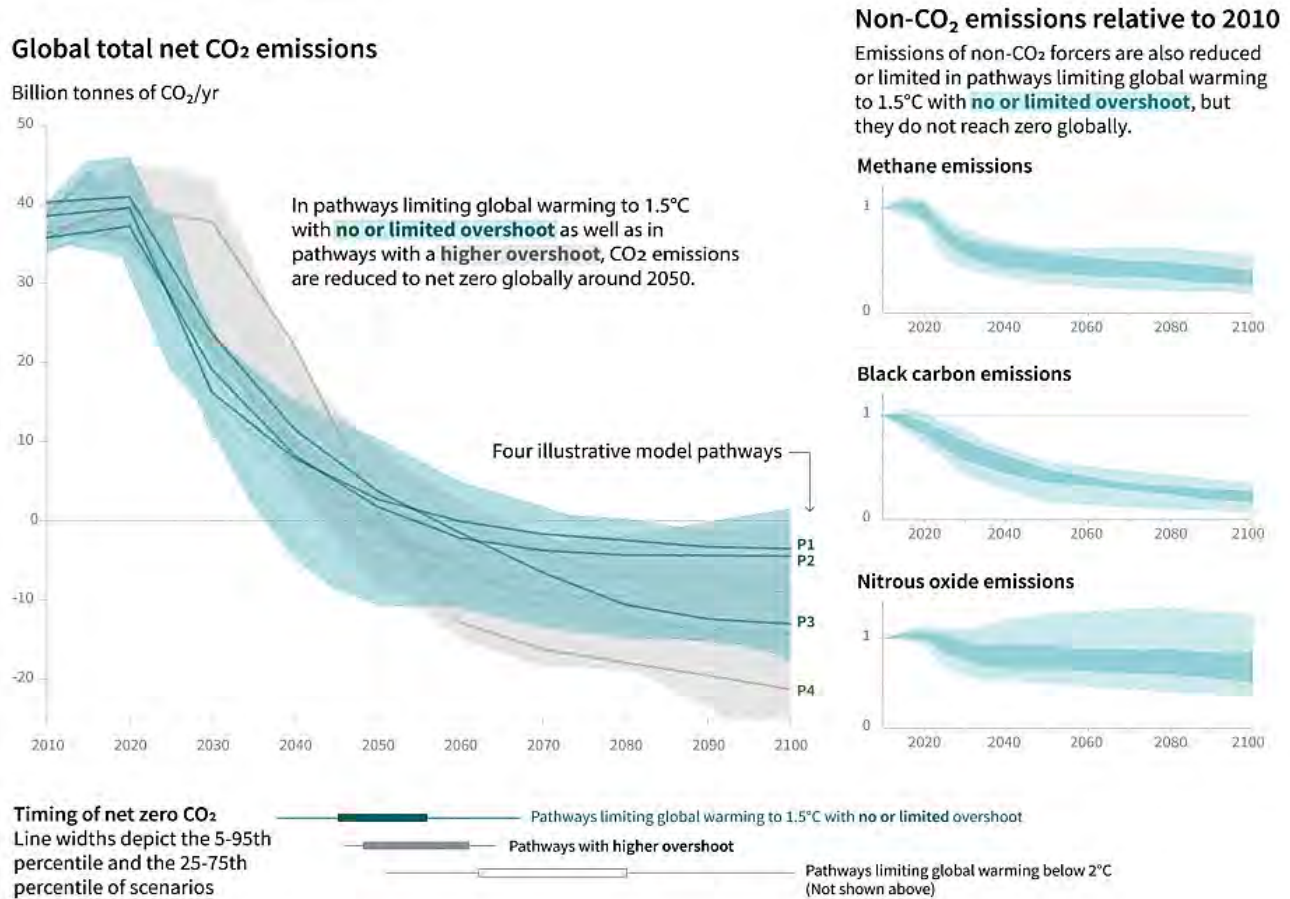 Global total net CO₂ emissions
Billion tonnes of CO₂/yr
50
40
30
20
10
0
-10
-20
2010 2020 2030 2040 2050 2060 2070 2080 2090 2100
In pathways limiting global warming to 1.5°C
with no or limited overshoot as well as in
pathways with a higher overshoot, CO₂ emissions
are reduced to net zero globally around 2050.
Four illustrative model pathways
P1
P2
P3
P4
Non-CO₂ emissions relative to 2010
Emissions of non-CO₂ forcers are also reduced
or limited in pathways limiting global warming
to 1.5°C with no or limited overshoot, but
they do not reach zero globally.
Methane emissions
1
0
2020 2040 2060 2080 2100
Black carbon emissions
1
0
2020 2040 2060 2080 2100
Nitrous oxide emissions
1
0
2020 2040 2060 2080 2100
Timing of net zero CO₂
Line widths depict the 5-95th
percentile and the 25-75th
percentile of scenarios
Pathways limiting global warming to 1.5°C with no or limited overshoot
Pathways with higher overshoot
Pathways limiting global warming below 2°C
(Not shown above)